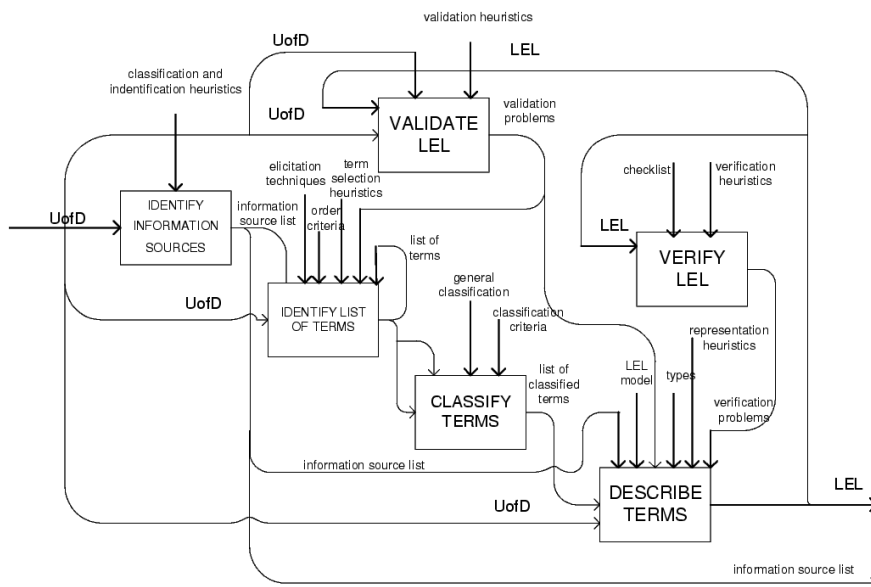 validation heuristics
UofD
LEL
classification and
indentification heuristics
UofD
VALIDATE
LEL
validation
problems
elicitation
techniques
term
selection
heuristics
checklist
verification
heuristics
IDENTIFY
INFORMATION
SOURCES
information
source list
order
criteria
UofD
LEL
list of
terms
VERIFY
LEL
general
classification
UofD
IDENTIFY LIST
OF TERMS
classification
criteria
representation
heuristics
list of
classified
terms
LEL
model
types
CLASSIFY
TERMS
verification
problems
information source list
DESCRIBE
TERMS
UofD
LEL
information source list